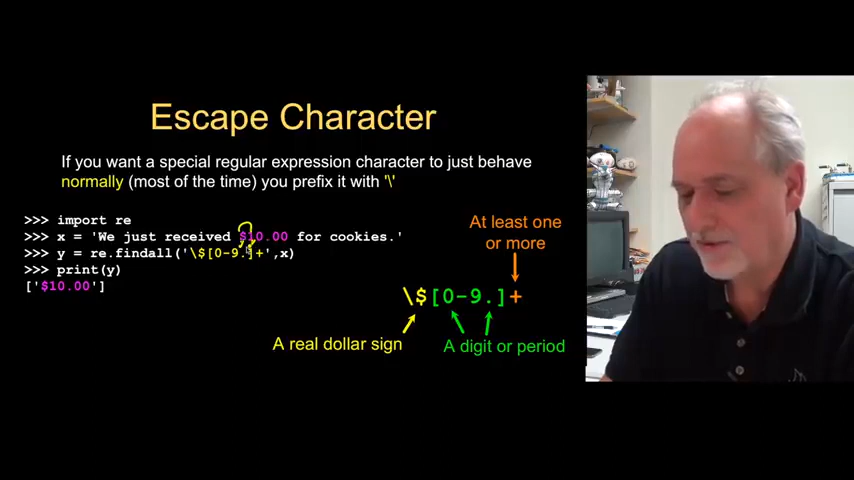 Escape Character
If you want a special regular expression character to just behave
normally (most of the time) you prefix it with '\'
>>> import re
>>> x = 'We just received $10.00 for cookies.'
>>> y = re.findall('\$[0-9.]+',x)
>>> print(y)
['$10.00']
At least one
or more
\$[0-9.]+
A real dollar sign
A digit or period